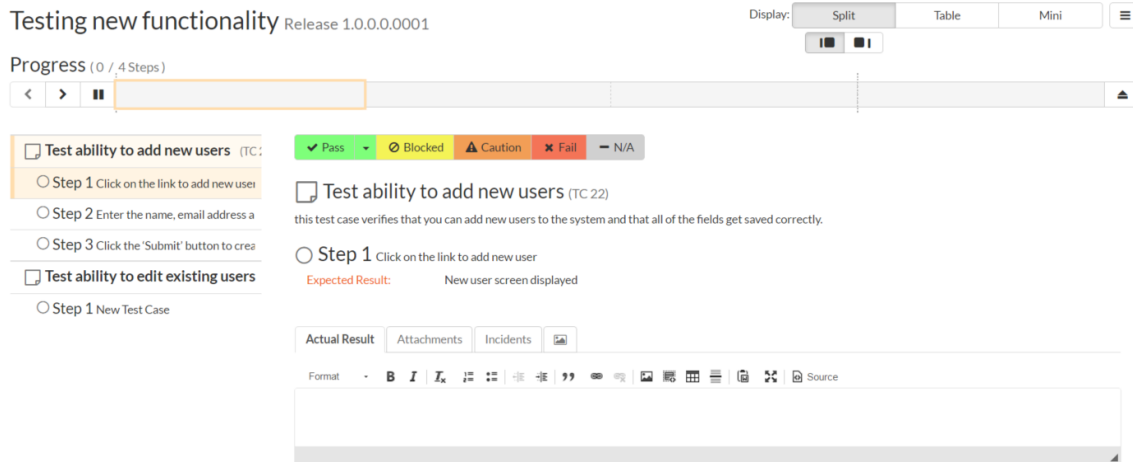 Testing new functionality Release 1.0.0.0.0001
Display: Split Table Mini
Progress (0 / 4 Steps)
Test ability to add new users (TC 2
Step 1 Click on the link to add new user
Step 2 Enter the name, email address a
Step 3 Click the 'Submit' button to crea
Test ability to edit existing users
Step 1 New Test Case
Pass Blocked Caution Fail N/A
Test ability to add new users (TC 22)
this test case verifies that you can add new users to the system and that all of the fields get saved correctly.
Step 1 Click on the link to add new user
Expected Result: New user screen displayed
Actual Result Attachments Incidents
Format B I Tx Source